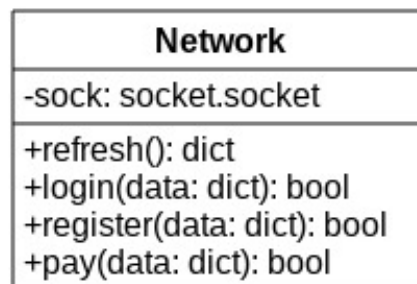 Network
-sock: socket.socket
+refresh(): dict
+login(data: dict): bool
+register(data: dict): bool
+pay(data: dict): bool